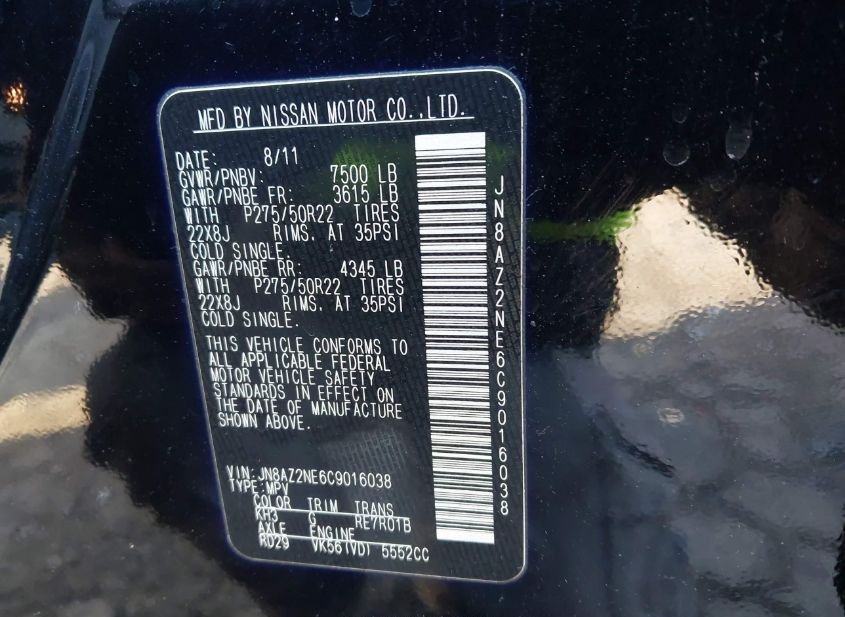 MFD BY NISSAN MOTOR CO.,LTD.
DATE: 8/11
GVWR/PNBV: 7500 LB
GAWR/PNBE FR: 3615 LB
WITH P275/50R22 TIRES
22X8J RIMS. AT 35PSI
COLD SINGLE.
GAWR/PNBE RR: 4345 LB
WITH P275/50R22 TIRES
22X8J RIMS. AT 35PSI
COLD SINGLE.
THIS VEHICLE CONFORMS TO
ALL APPLICABLE FEDERAL
MOTOR VEHICLE SAFETY
STANDARDS IN EFFECT ON
THE DATE OF MANUFACTURE
SHOWN ABOVE.
VIN:JN8AZ2NE6C9016038
TYPE:MPV
COLOR TRIM TRANS
KH3 G RE7R01B
AXLE ENGINE
RD29 VK56(VD) 5552CC
JN8AZ2NE6C9016038